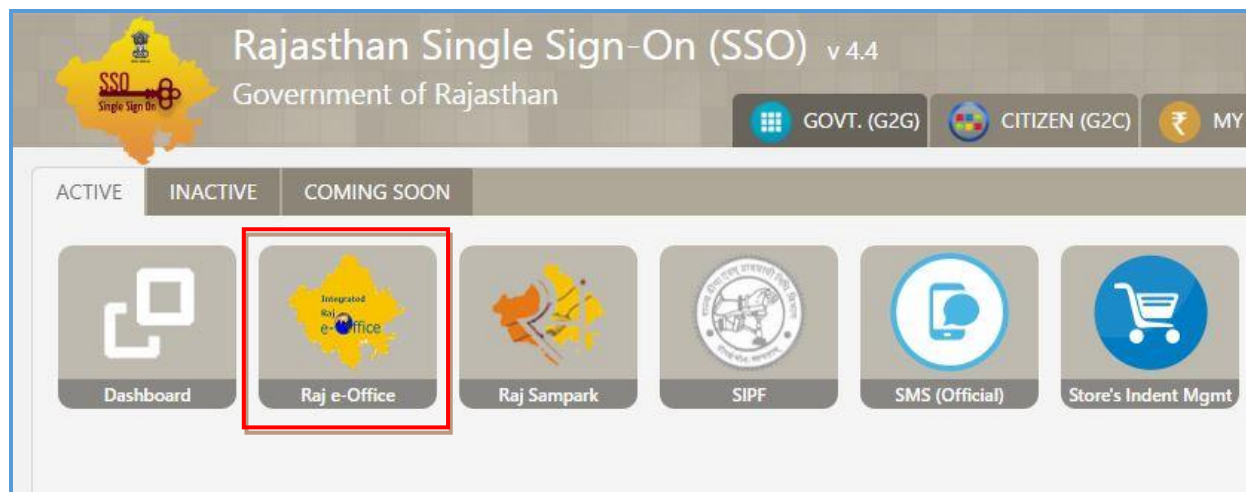 Rajasthan Single Sign-On (SSO) v 4.4
Government of Rajasthan
SSO
Single Sign On
GOVT. (G2G)
CITIZEN (G2C)
MY
ACTIVE
INACTIVE
COMING SOON
Integrated
Raj
e-Office
Dashboard
Raj e-Office
Raj Sampark
SIPF
SMS (Official)
Store's Indent Mgmt